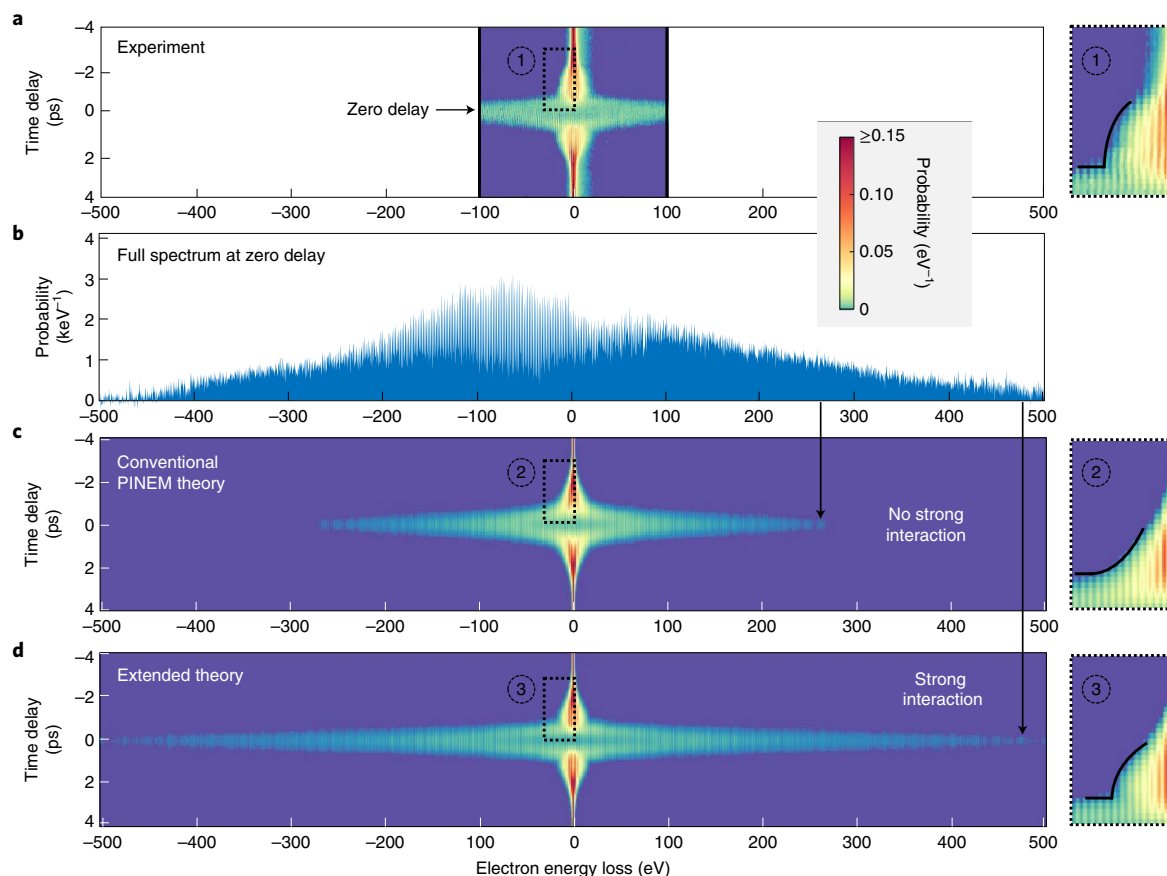 a
Experiment
Zero delay
1
Time delay
(ps)
−4
−2
0
2
4
−500 −400 −300 −200 −100 0 100 200 500
1
≥0.15
0.10
0.05
0
Probability (eV−1)
b
Full spectrum at zero delay
Probability
(keV−1)
4
3
2
1
0
−500 −400 −300 −200 −100 0 100 200 300 400 500
c
Conventional
PINEM theory
2
No strong
interaction
Time delay
(ps)
−4
−2
0
2
4
−500 −400 −300 −200 −100 0 100 200 300 400 500
2
d
Extended theory
3
Strong
interaction
Time delay
(ps)
−4
−2
0
2
4
−500 −400 −300 −200 −100 0 100 200 300 400 500
Electron energy loss (eV)
3